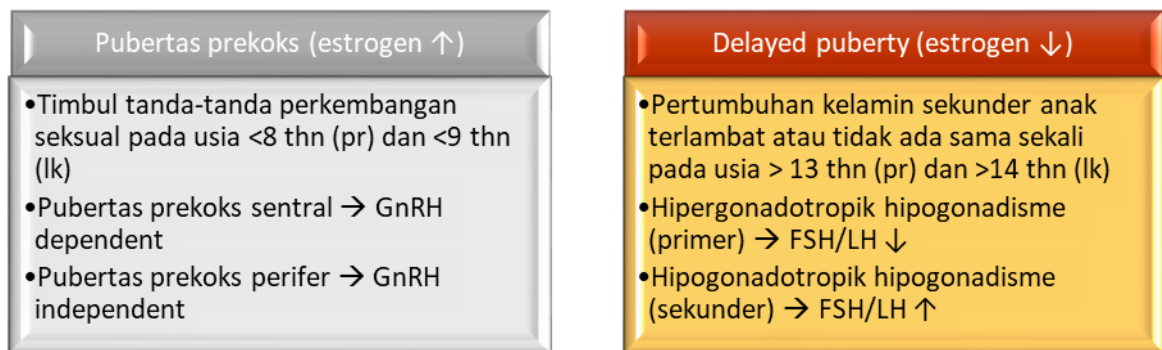 Pubertas prekoks (estrogen ↑)
•Timbul tanda-tanda perkembangan
seksual pada usia <8 thn (pr) dan <9 thn
(lk)
•Pubertas prekoks sentral → GnRH
dependent
•Pubertas prekoks perifer → GnRH
independent
Delayed puberty (estrogen ↓)
•Pertumbuhan kelamin sekunder anak
terlambat atau tidak ada sama sekali
pada usia > 13 thn (pr) dan >14 thn (lk)
•Hipergonadotropik hipogonadisme
(primer) → FSH/LH ↓
•Hipogonadotropik hipogonadisme
(sekunder) → FSH/LH ↑